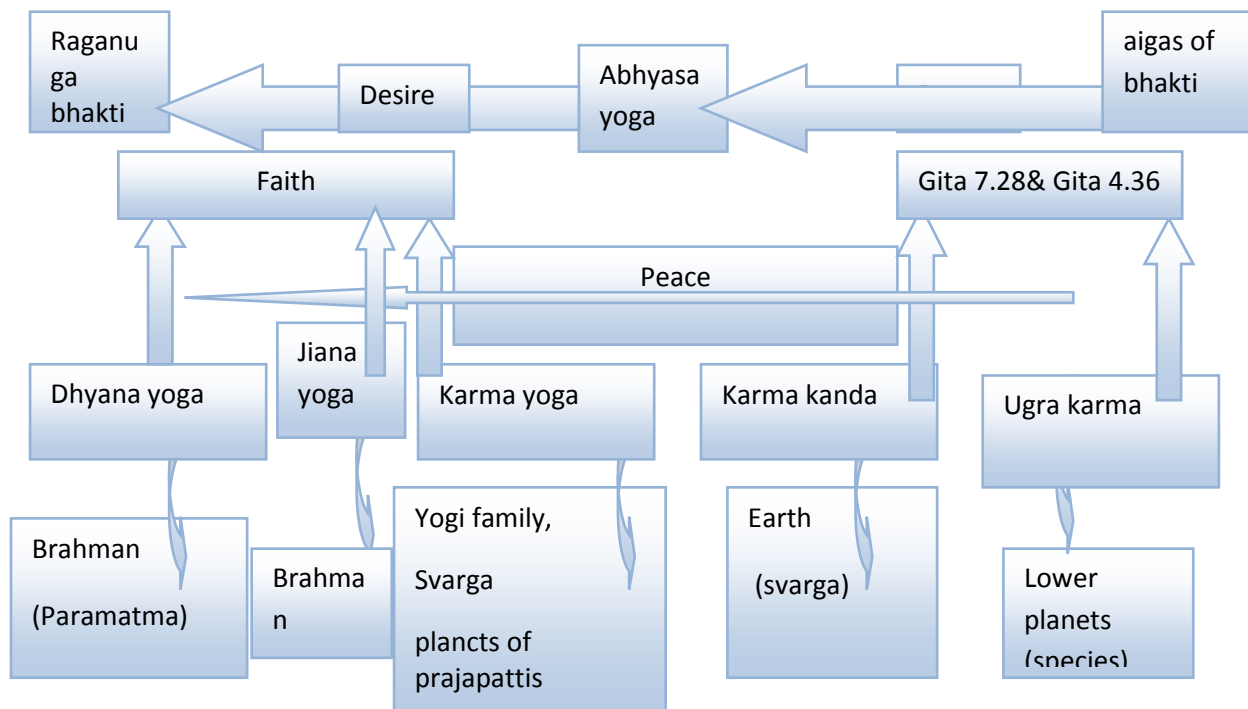 Raganu
ga
bhakti
Desire
Abhyasa
yoga
aigas of
bhakti
Faith
Gita 7.28& Gita 4.36
Peace
Dhyana yoga
Jiana
yoga
Karma yoga
Karma kanda
Ugra karma
Brahman
(Paramatma)
Brahma
n
Yogi family,
Svarga
plancts of
prajapattis
Earth
(svarga)
Lower
planets
(species)